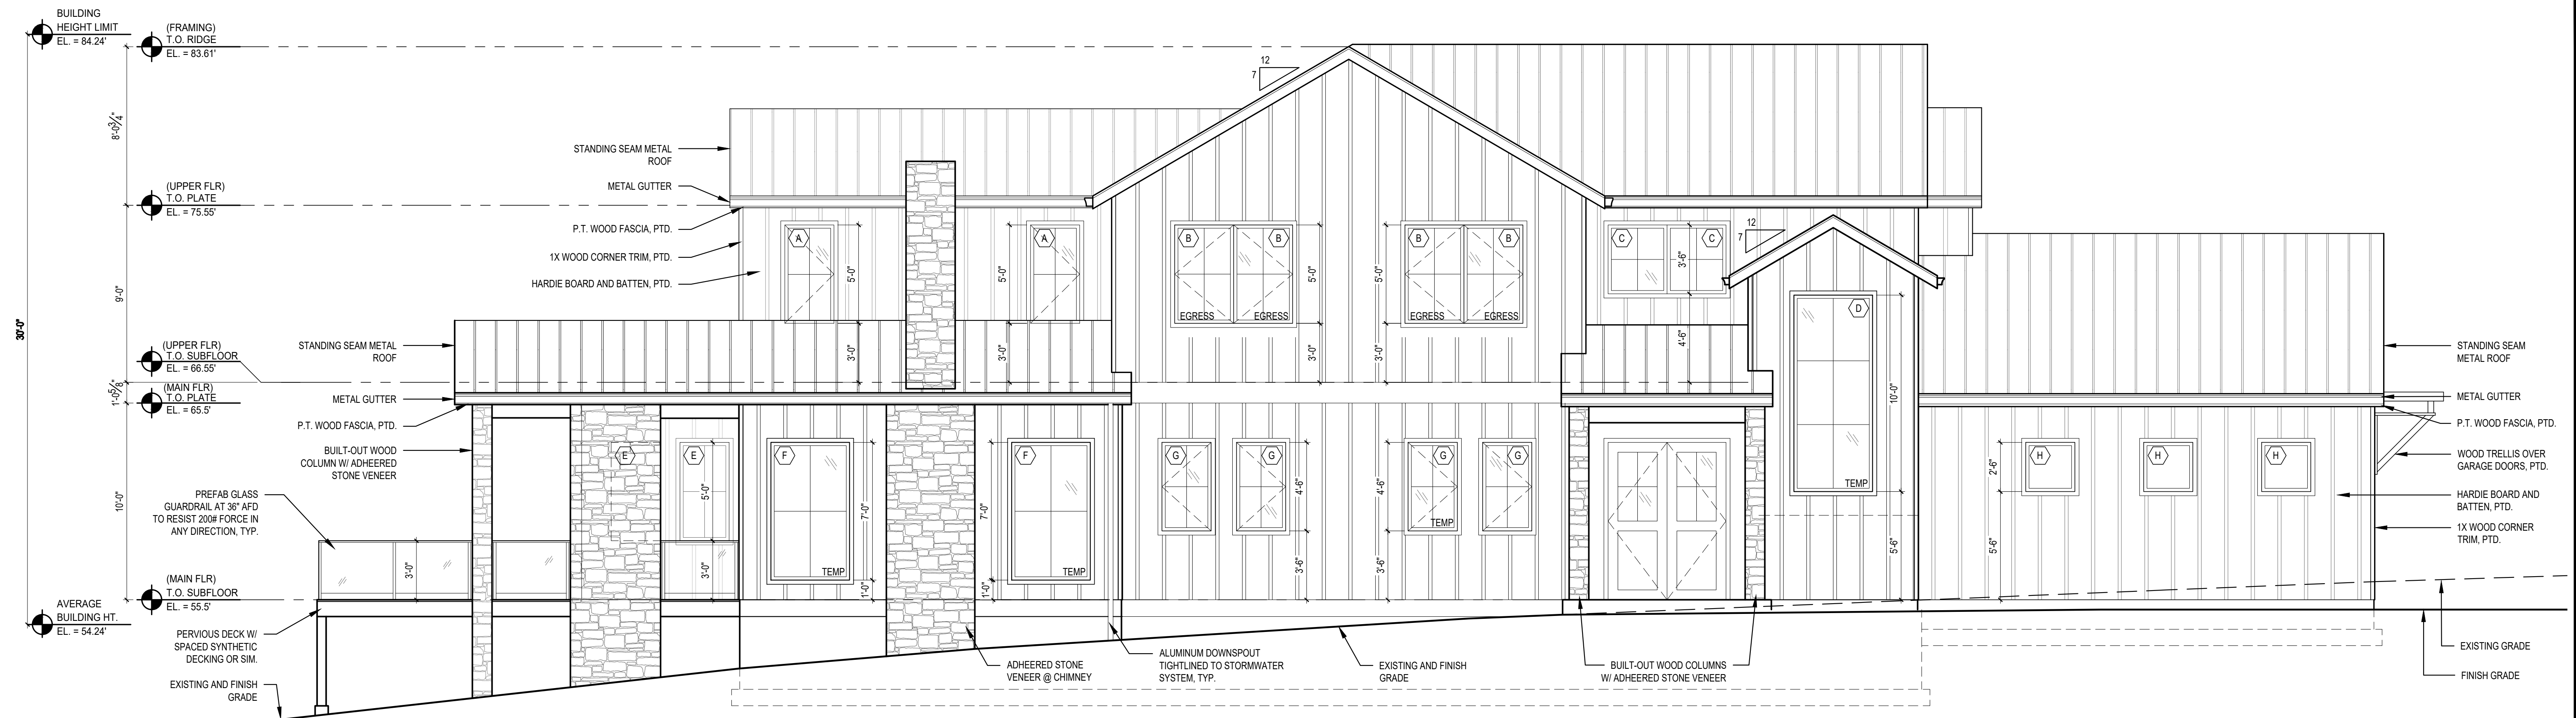 BUILDING
HEIGHT LIMIT
EL. = 84.24'
(FRAMING)
T.O. RIDGE
EL. = 83.61'
12
7
8'-0 3/4"
STANDING SEAM METAL
ROOF
METAL GUTTER
(UPPER FLR)
T.O. PLATE
EL. = 75.55'
P.T. WOOD FASCIA, PTD.
1X WOOD CORNER TRIM, PTD.
HARDIE BOARD AND BATTEN, PTD.
A
A
B
B
B
B
C
C
12
7
5'-0"
5'-0"
5'-0"
5'-0"
3'-6"
9'-0"
30'-0"
EGRESS
EGRESS
EGRESS
EGRESS
D
STANDING SEAM METAL
ROOF
3'-0"
3'-0"
3'-0"
3'-0"
4'-6"
STANDING SEAM
METAL ROOF
(UPPER FLR)
T.O. SUBFLOOR
EL. = 66.55'
1'-0 5/8"
(MAIN FLR)
T.O. PLATE
EL. = 65.5'
METAL GUTTER
P.T. WOOD FASCIA, PTD.
10'-0"
METAL GUTTER
P.T. WOOD FASCIA, PTD.
BUILT-OUT WOOD
COLUMN W/ ADHEERED
STONE VENEER
E
E
F
F
G
G
G
G
H
H
H
WOOD TRELLIS OVER
GARAGE DOORS, PTD.
5'-0"
7'-0"
7'-0"
4'-6"
4'-6"
2'-6"
TEMP
TEMP
10'-0"
PREFAB GLASS
GUARDRAIL AT 36" AFD
TO RESIST 200# FORCE IN
ANY DIRECTION, TYP.
HARDIE BOARD AND
BATTEN, PTD.
1X WOOD CORNER
TRIM, PTD.
3'-0"
3'-0"
TEMP
TEMP
1'-0"
1'-0"
3'-6"
3'-6"
5'-6"
5'-6"
(MAIN FLR)
T.O. SUBFLOOR
EL. = 55.5'
AVERAGE
BUILDING HT.
EL. = 54.24'
PERVIOUS DECK W/
SPACED SYNTHETIC
DECKING OR SIM.
EXISTING AND FINISH
GRADE
ADHEERED STONE
VENEER @ CHIMNEY
ALUMINUM DOWNSPOUT
TIGHTLINED TO STORMWATER
SYSTEM, TYP.
EXISTING AND FINISH
GRADE
BUILT-OUT WOOD COLUMNS
W/ ADHEERED STONE VENEER
EXISTING GRADE
FINISH GRADE